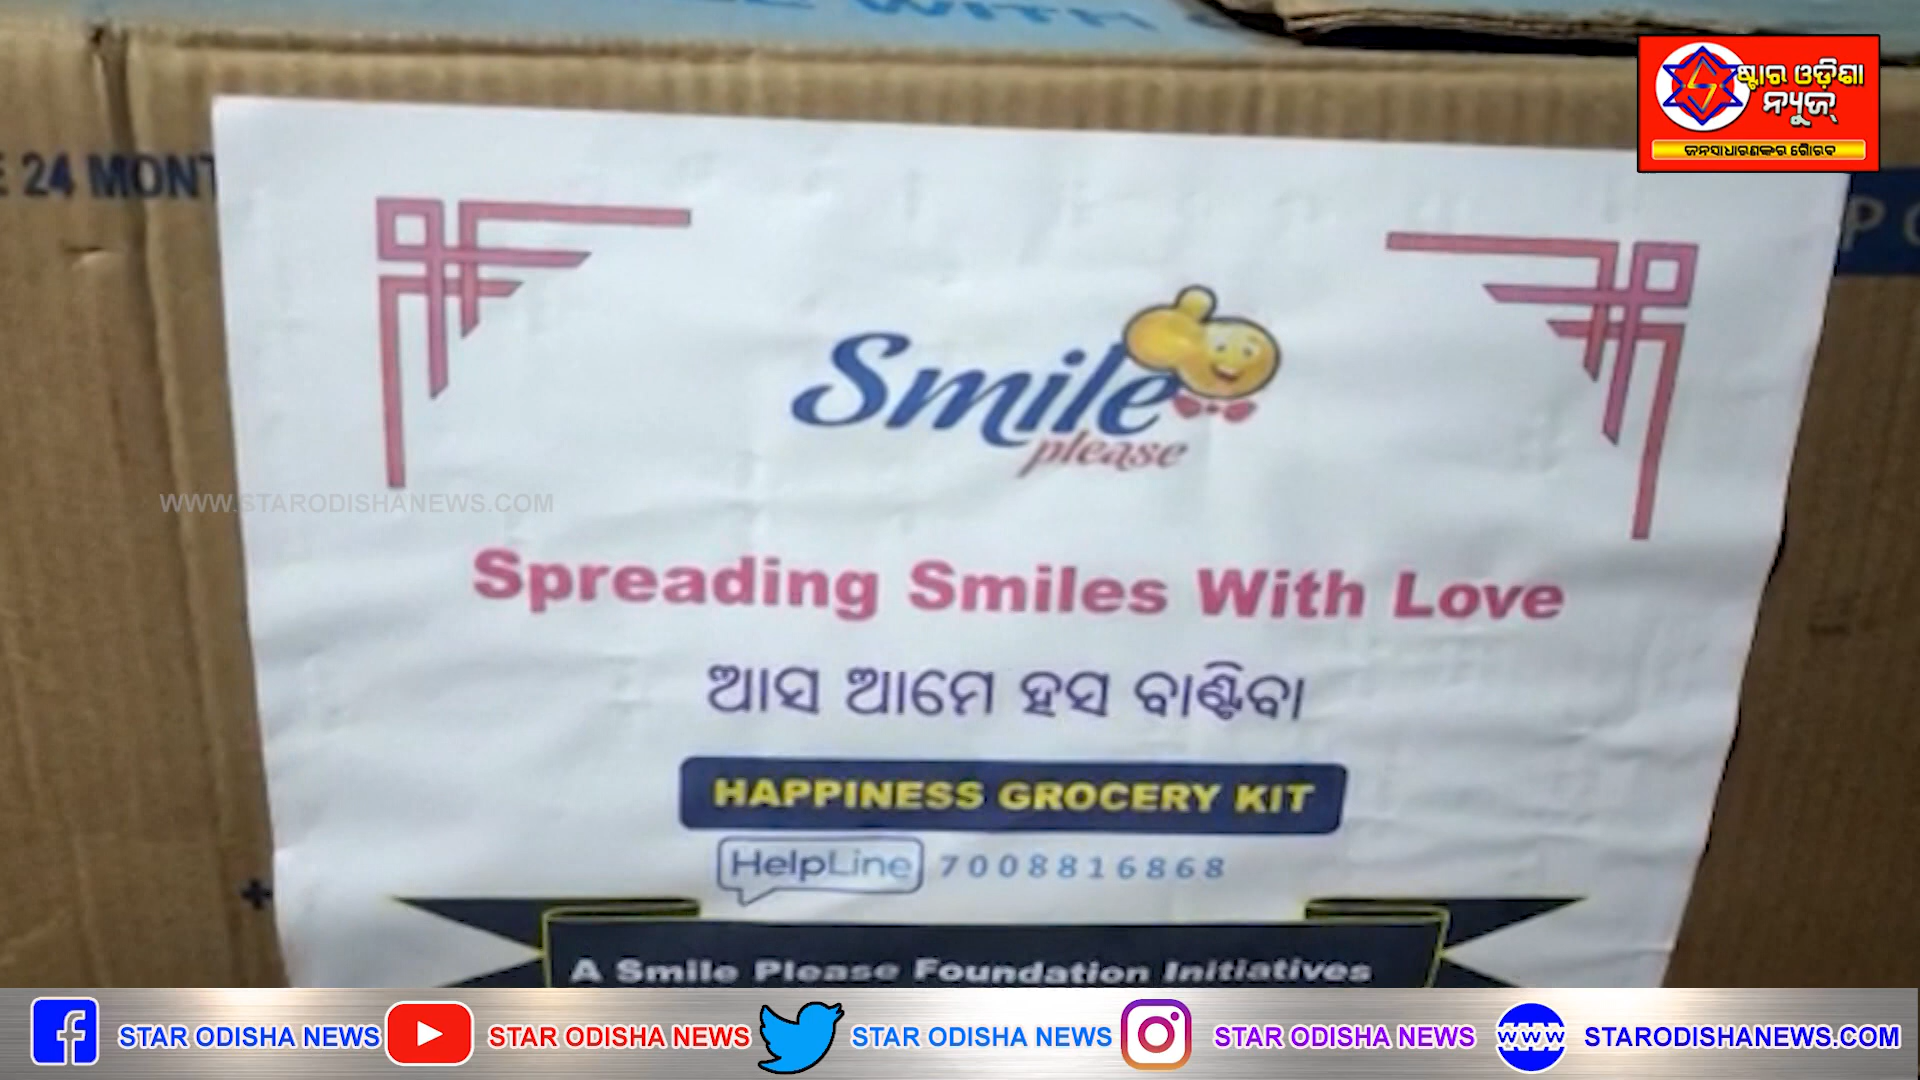 ଷ୍ଟାର ଓଡ଼ିଶା
ନ୍ୟୁଜ୍
ଜନସାଧାରଣଙ୍କର ଗୌରବ
24 MONT
Smile
please
WWW.STARODISHANEWS.COM
Spreading Smiles With Love
ଆସ ଆମେ ହସ ବାଣ୍ଟିବା
HAPPINESS GROCERY KIT
HelpLine 7008816868
A Smile Please Foundation Initiatives
STAR ODISHA NEWS STAR ODISHA NEWS STAR ODISHA NEWS STAR ODISHA NEWS www STARODISHANEWS.COM